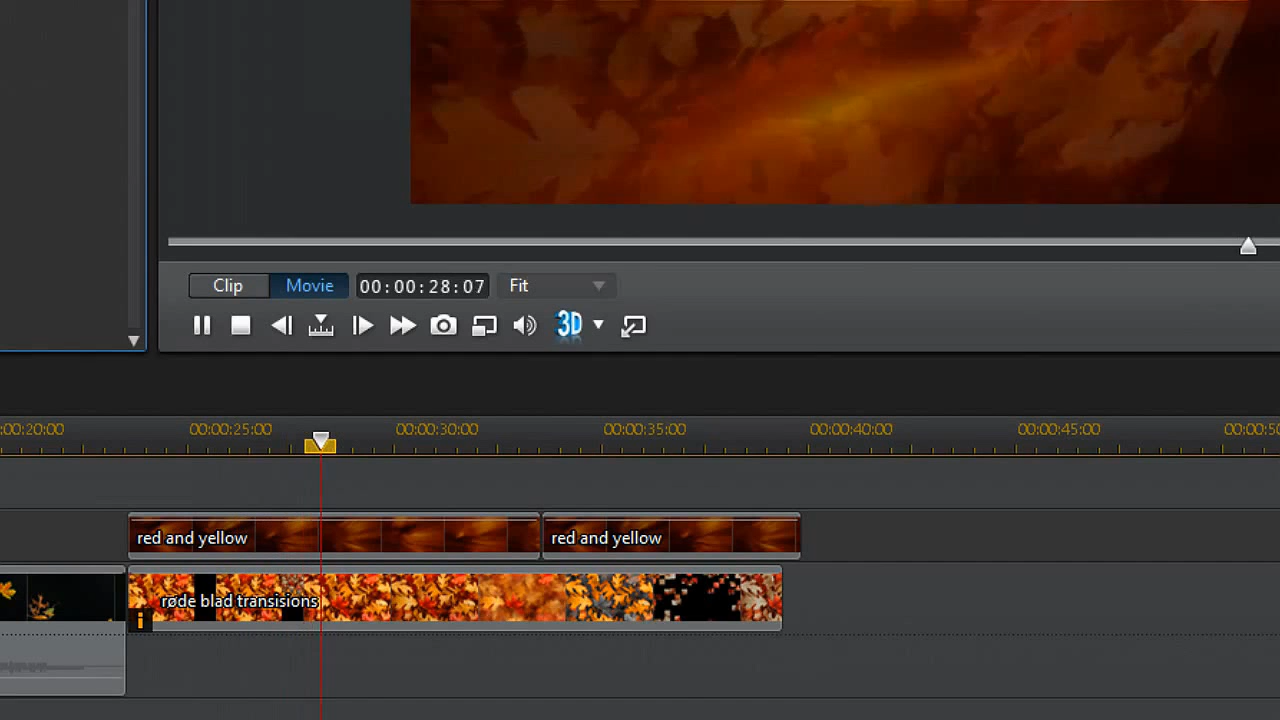 Clip Movie 00:00:28:07 Fit
3D
:00:20:00 00:00:25:00 00:00:30:00 00:00:35:00 00:00:40:00 00:00:45:00 00:00:50
red and yellow red and yellow
røde blad transisions
i